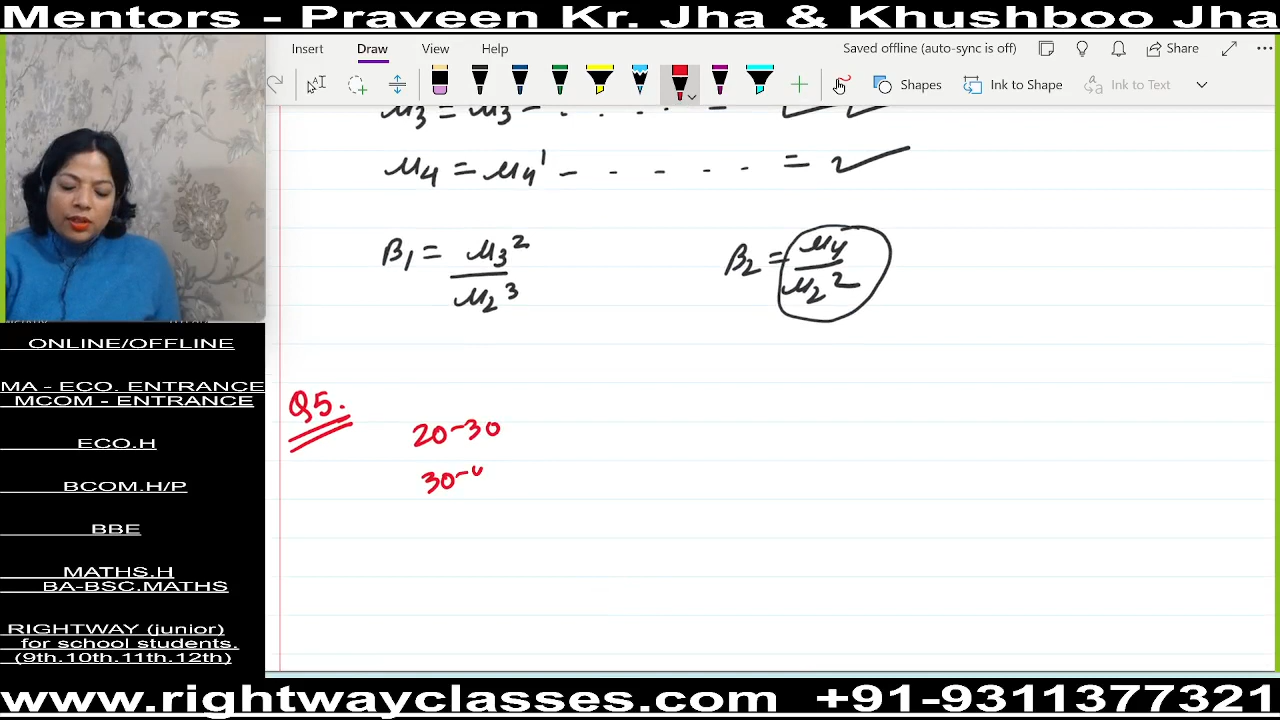 Mentors - Praveen Kr. Jha & Khushboo Jha
Insert Draw View Help Saved offline (auto-sync is off) Share
Shapes Ink to Shape Ink to Text
μ3 = μ3 - . . . . =
μ4 = μ4' - . . . . = ✓
β1 = μ3²/μ2³ β2 = μ4/μ2²
Q5.
20-30
30-
ONLINE/OFFLINE
MA - ECO. ENTRANCE
MCOM - ENTRANCE
ECO.H
BCOM.H/P
BBE
MATHS.H
BA-BSC.MATHS
RIGHTWAY (junior)
for school students.
(9th.10th.11th.12th)
www.rightwayclasses.com +91-9311377321